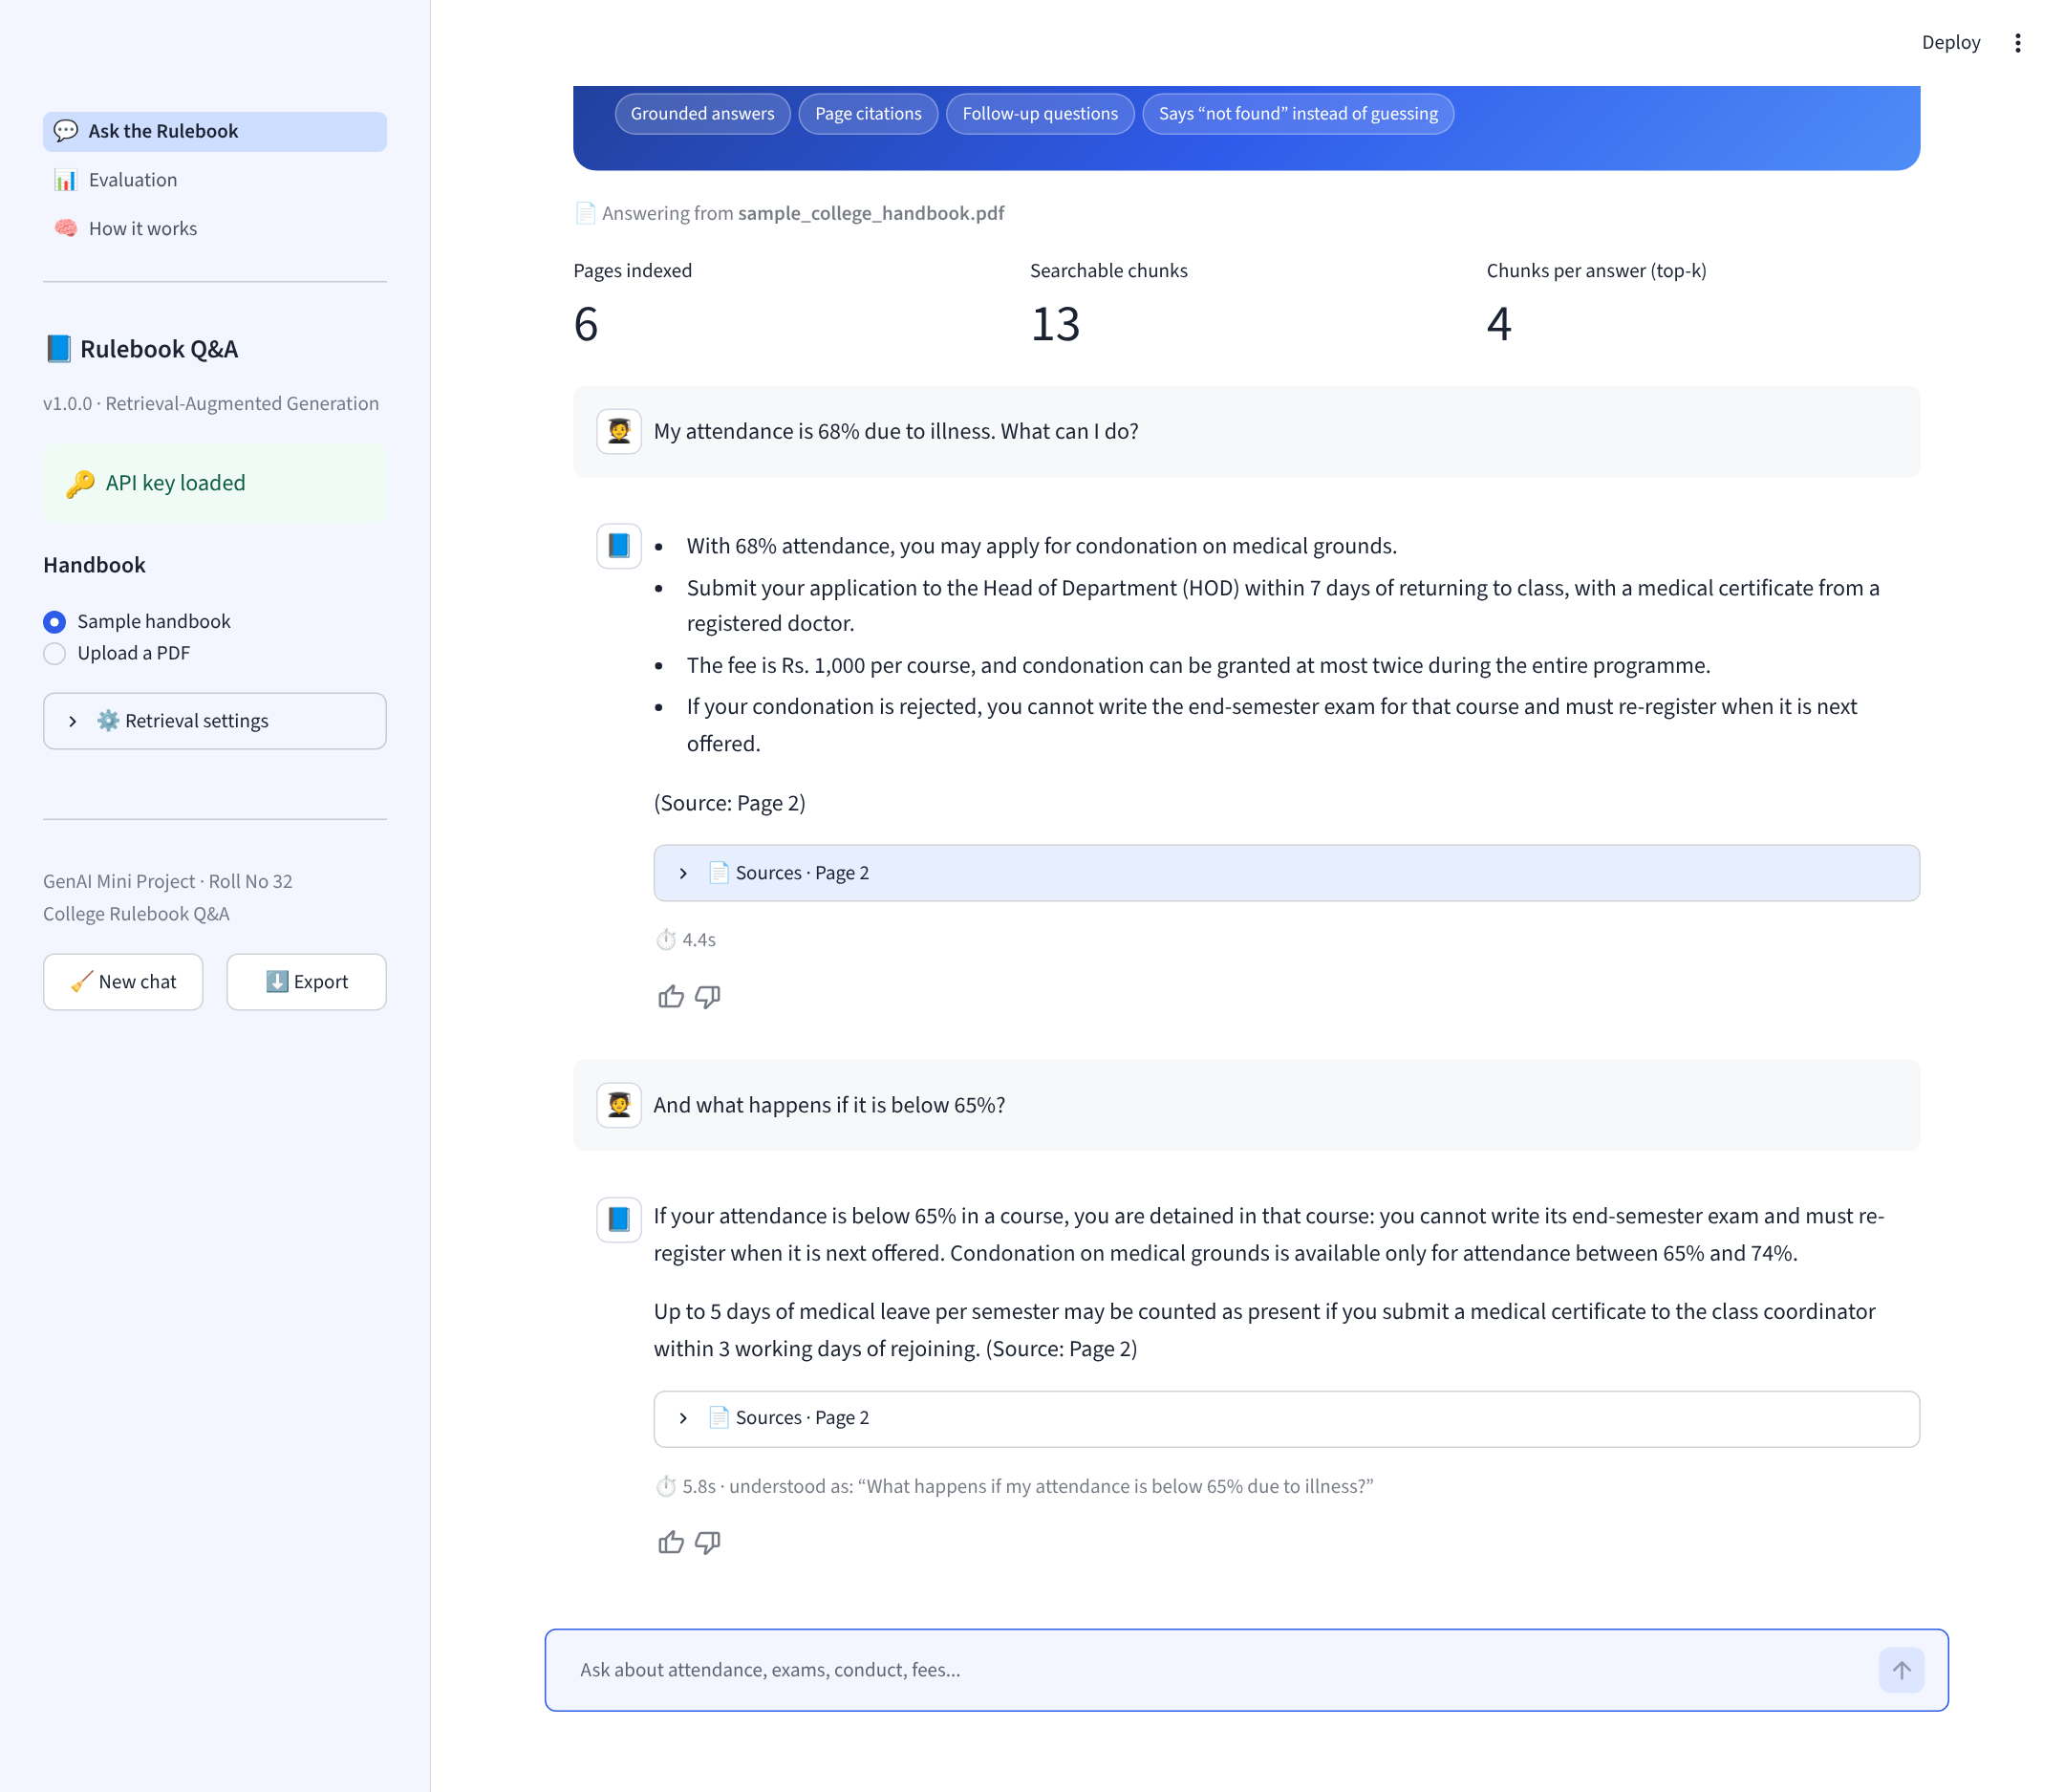 Deploy
💬 Ask the Rulebook
📊 Evaluation
🧠 How it works
📘 Rulebook Q&A
v1.0.0 · Retrieval-Augmented Generation
🔑 API key loaded
Handbook
Sample handbook
Upload a PDF
⚙️ Retrieval settings
GenAI Mini Project · Roll No 32
College Rulebook Q&A
🧹 New chat
⬇️ Export
Grounded answers
Page citations
Follow-up questions
Says “not found” instead of guessing
📄 Answering from sample_college_handbook.pdf
Pages indexed
6
Searchable chunks
13
Chunks per answer (top-k)
4
My attendance is 68% due to illness. What can I do?
• With 68% attendance, you may apply for condonation on medical grounds.
• Submit your application to the Head of Department (HOD) within 7 days of returning to class, with a medical certificate from a
registered doctor.
• The fee is Rs. 1,000 per course, and condonation can be granted at most twice during the entire programme.
• If your condonation is rejected, you cannot write the end-semester exam for that course and must re-register when it is next
offered.
(Source: Page 2)
📄 Sources · Page 2
⏱️ 4.4s
And what happens if it is below 65%?
If your attendance is below 65% in a course, you are detained in that course: you cannot write its end-semester exam and must re-
register when it is next offered. Condonation on medical grounds is available only for attendance between 65% and 74%.
Up to 5 days of medical leave per semester may be counted as present if you submit a medical certificate to the class coordinator
within 3 working days of rejoining. (Source: Page 2)
📄 Sources · Page 2
⏱️ 5.8s · understood as: “What happens if my attendance is below 65% due to illness?”
Ask about attendance, exams, conduct, fees...